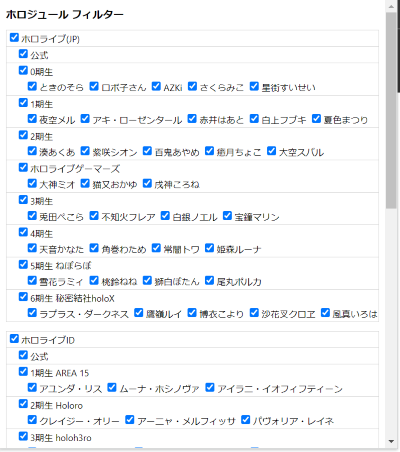 ホロジュール フィルター
ホロライブ(JP)
公式
0期生
ときのそら ロボ子さん AZKi さくらみこ 星街すいせい
1期生
夜空メル アキ・ローゼンタール 赤井はあと 白上フブキ 夏色まつり
2期生
湊あくあ 紫咲シオン 百鬼あやめ 癒月ちょこ 大空スバル
ホロライブゲーマーズ
大神ミオ 猫又おかゆ 戌神ころね
3期生
兎田ぺこら 不知火フレア 白銀ノエル 宝鐘マリン
4期生
天音かなた 角巻わため 常闇トワ 姫森ルーナ
5期生 ねぽらぼ
雪花ラミィ 桃鈴ねね 獅白ぼたん 尾丸ポルカ
6期生 秘密結社holoX
ラプラス・ダークネス 鷹嶺ルイ 博衣こより 沙花叉クロヱ 風真いろは
ホロライブID
公式
1期生 AREA 15
アユンダ・リス ムーナ・ホシノヴァ アイラニ・イオフィフティーン
2期生 Holoro
クレイジー・オリー アーニャ・メルフィッサ パヴォリア・レイネ
3期生 holoh3ro